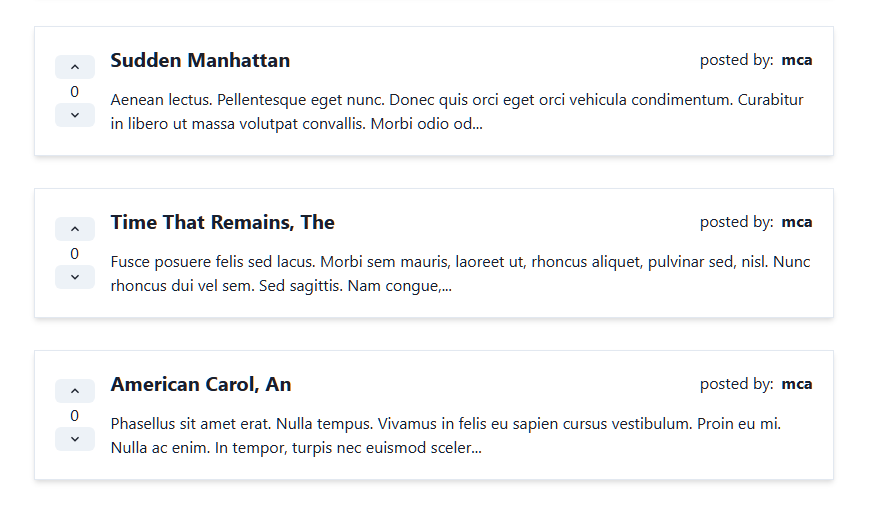 Sudden Manhattan
posted by: mca
0
Aenean lectus. Pellentesque eget nunc. Donec quis orci eget orci vehicula condimentum. Curabitur
in libero ut massa volutpat convallis. Morbi odio od...
Time That Remains, The
posted by: mca
0
Fusce posuere felis sed lacus. Morbi sem mauris, laoreet ut, rhoncus aliquet, pulvinar sed, nisl. Nunc
rhoncus dui vel sem. Sed sagittis. Nam congue,...
American Carol, An
posted by: mca
0
Phasellus sit amet erat. Nulla tempus. Vivamus in felis eu sapien cursus vestibulum. Proin eu mi.
Nulla ac enim. In tempor, turpis nec euismod sceler...